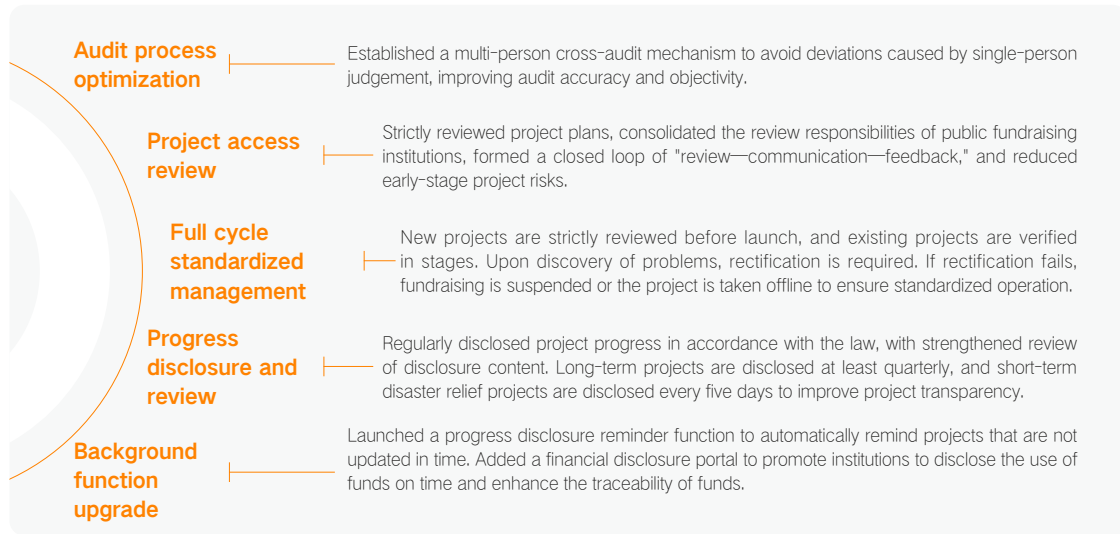 Audit process
optimization
Established a multi-person cross-audit mechanism to avoid deviations caused by single-person
judgement, improving audit accuracy and objectivity.
Project access
review
Strictly reviewed project plans, consolidated the review responsibilities of public fundraising
institutions, formed a closed loop of "review—communication—feedback," and reduced
early-stage project risks.
Full cycle
standardized
management
New projects are strictly reviewed before launch, and existing projects are verified
in stages. Upon discovery of problems, rectification is required. If rectification fails,
fundraising is suspended or the project is taken offline to ensure standardized operation.
Progress
disclosure and
review
Regularly disclosed project progress in accordance with the law, with strengthened review
of disclosure content. Long-term projects are disclosed at least quarterly, and short-term
disaster relief projects are disclosed every five days to improve project transparency.
Background
function
upgrade
Launched a progress disclosure reminder function to automatically remind projects that are not
updated in time. Added a financial disclosure portal to promote institutions to disclose the use of
funds on time and enhance the traceability of funds.